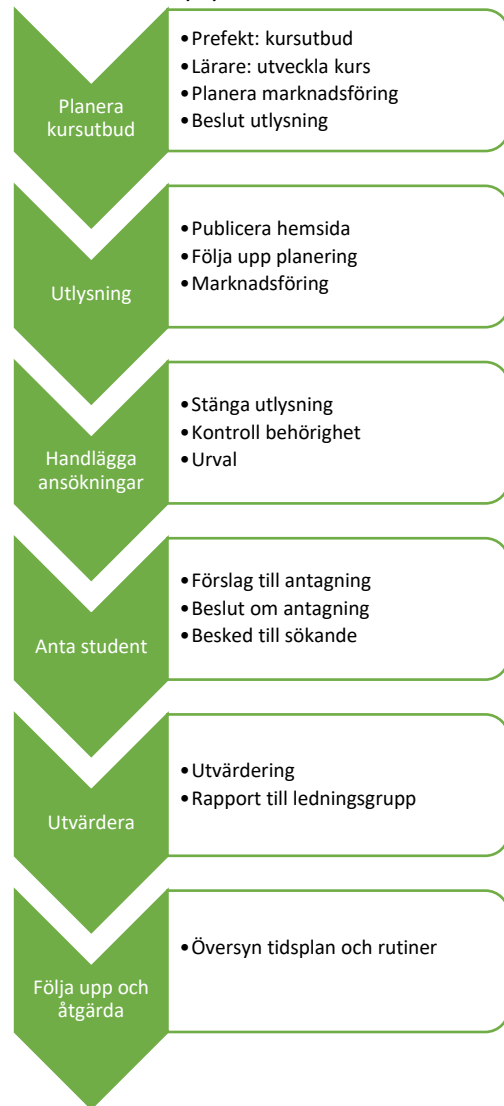 Planera
kursutbud
•Prefekt: kursutbud
•Lärare: utveckla kurs
•Planera marknadsföring
•Beslut utlysning
Utlysning
•Publicera hemsida
•Följa upp planering
•Marknadsföring
Handlägga
ansökningar
•Stänga utlysning
•Kontroll behörighet
•Urval
Anta student
•Förslag till antagning
•Beslut om antagning
•Besked till sökande
Utvärdera
•Utvärdering
•Rapport till ledningsgrupp
Följa upp och
åtgärda
•Översyn tidsplan och rutiner